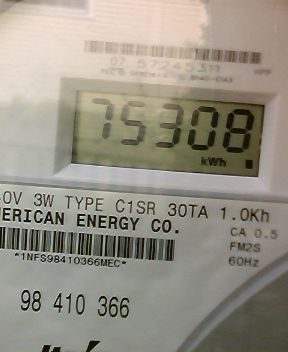 07 57245311
75308
kWh
0V 3W TYPE C1SR 30TA 1.0Kh
MERICAN ENERGY CO.
CA 0.5
FM2S
60Hz
*1NFS98410366MEC*
98 410 366